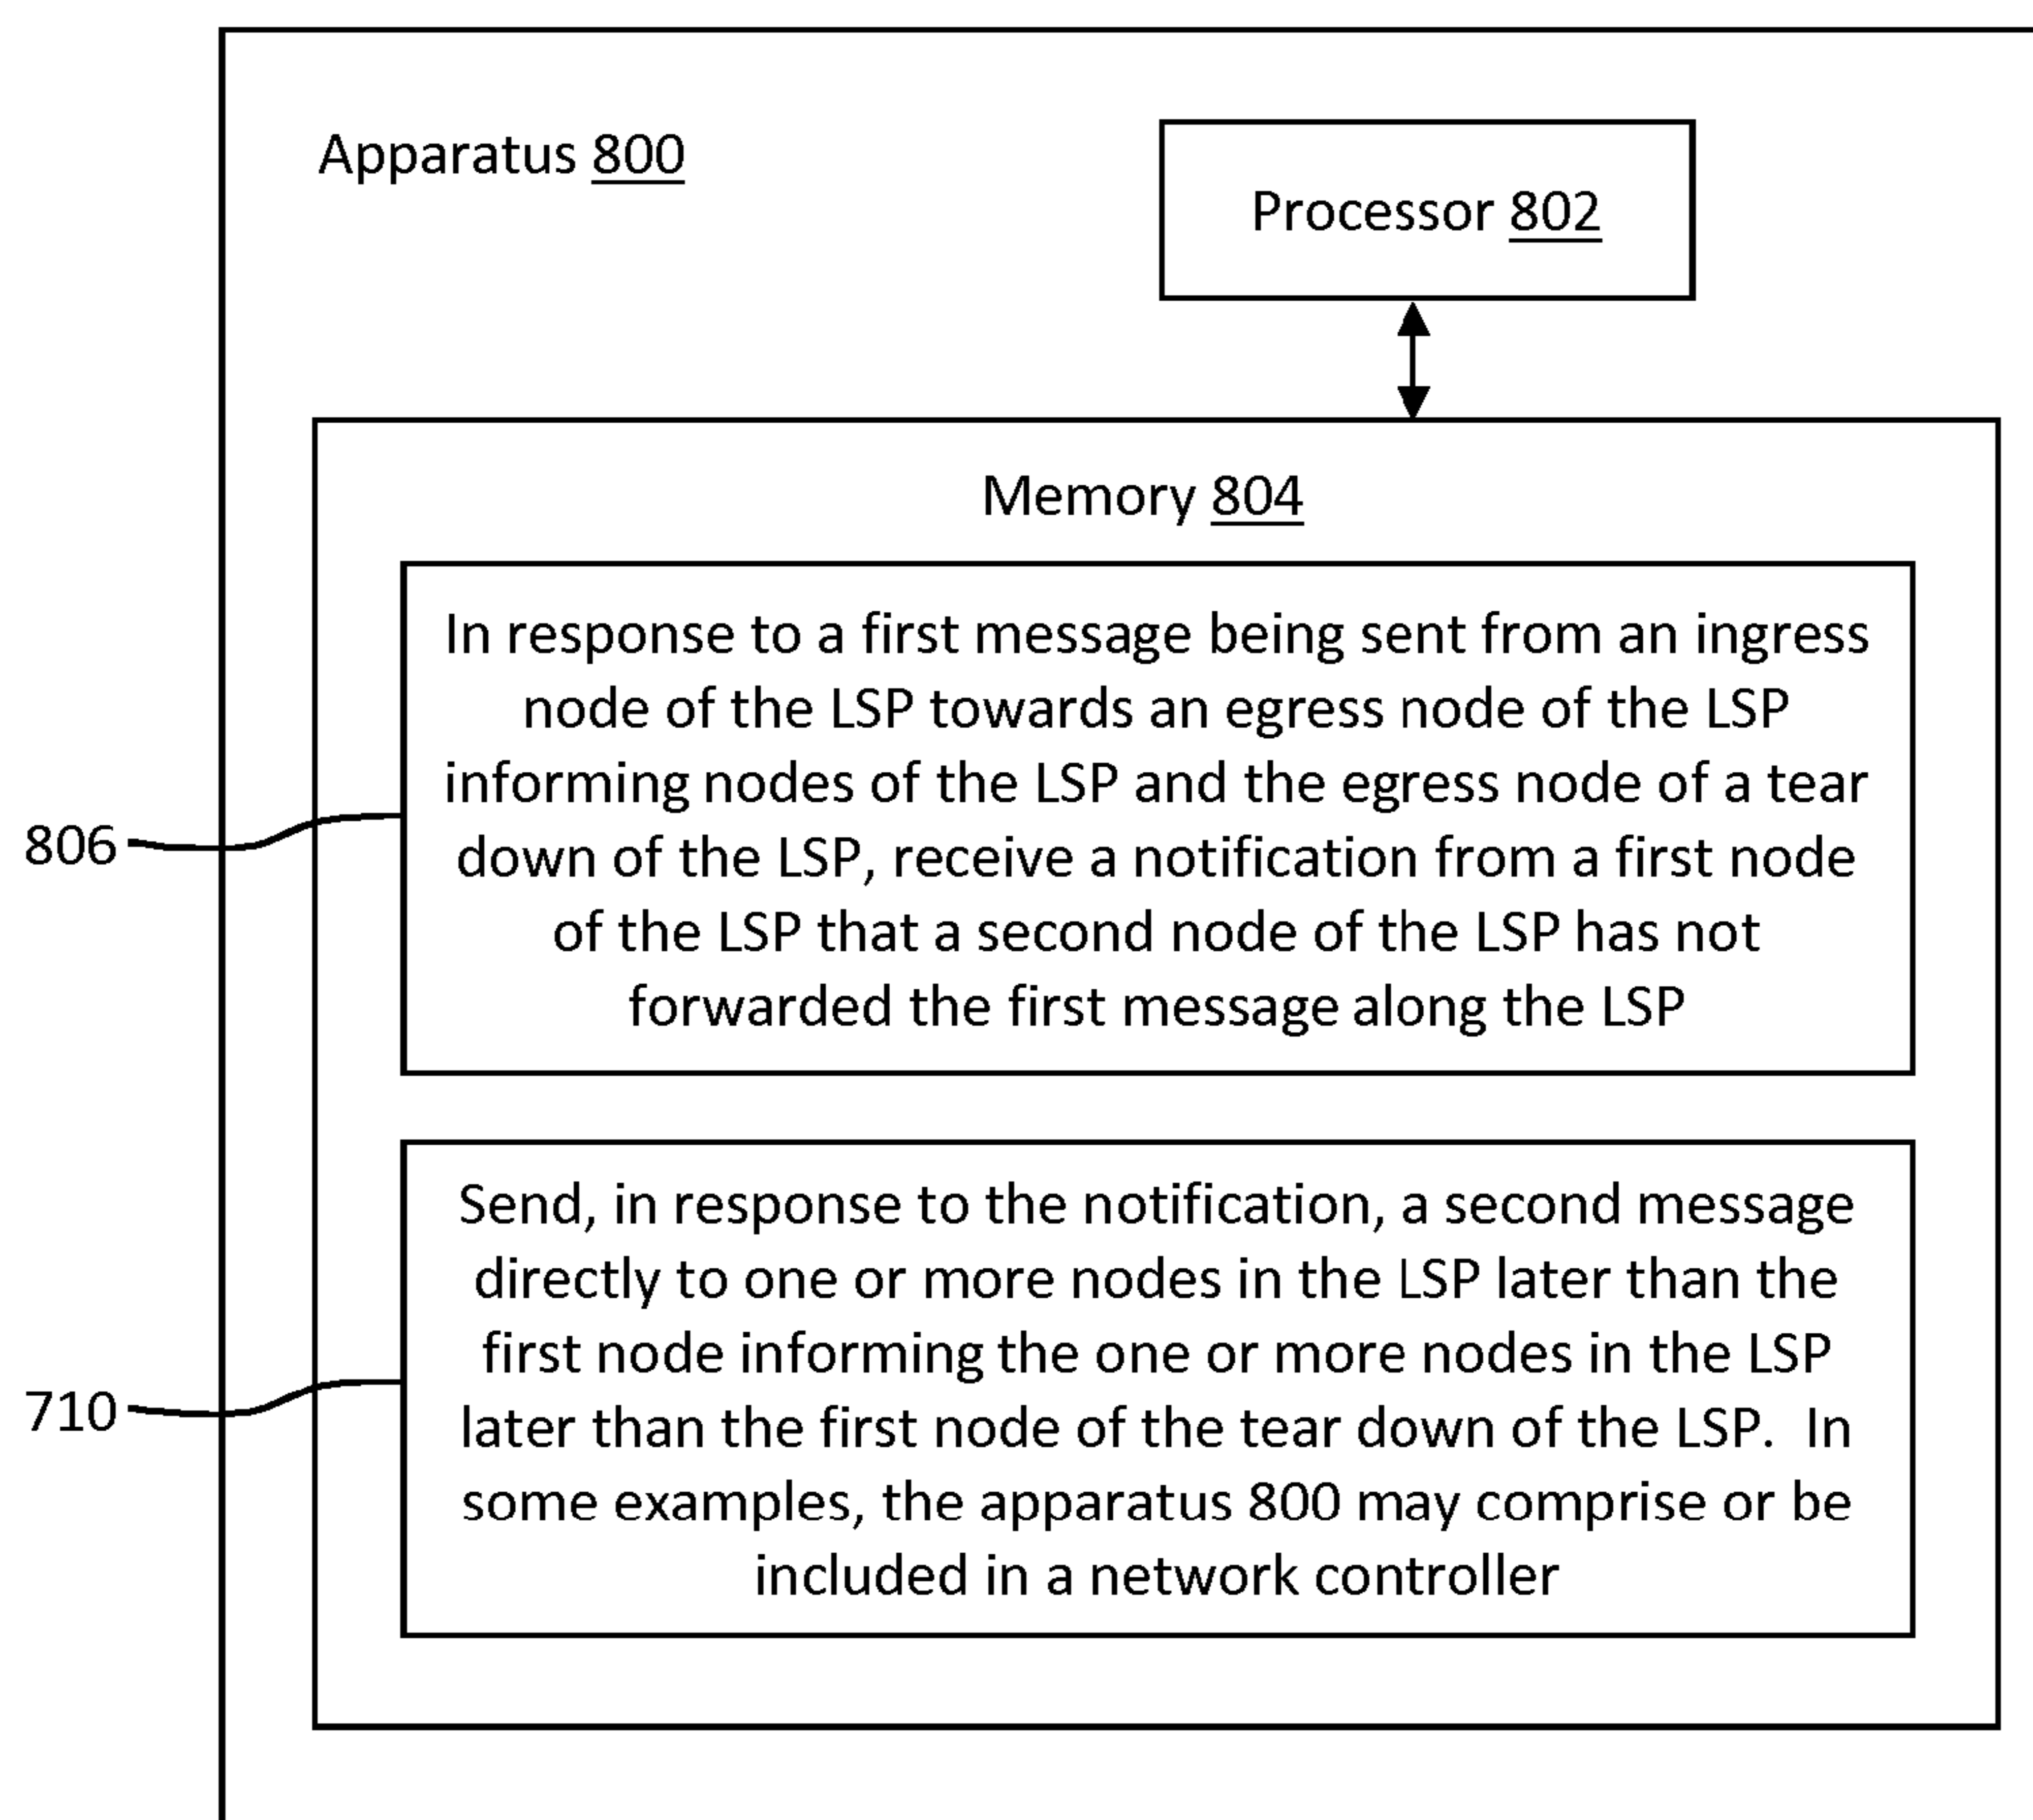 Apparatus 800
Processor 802
Memory 804
In response to a first message being sent from an ingress
node of the LSP towards an egress node of the LSP
informing nodes of the LSP and the egress node of a tear
down of the LSP, receive a notification from a first node
of the LSP that a second node of the LSP has not
forwarded the first message along the LSP
806
Send, in response to the notification, a second message
directly to one or more nodes in the LSP later than the
first node informing the one or more nodes in the LSP
later than the first node of the tear down of the LSP.  In
some examples, the apparatus 800 may comprise or be
included in a network controller
710